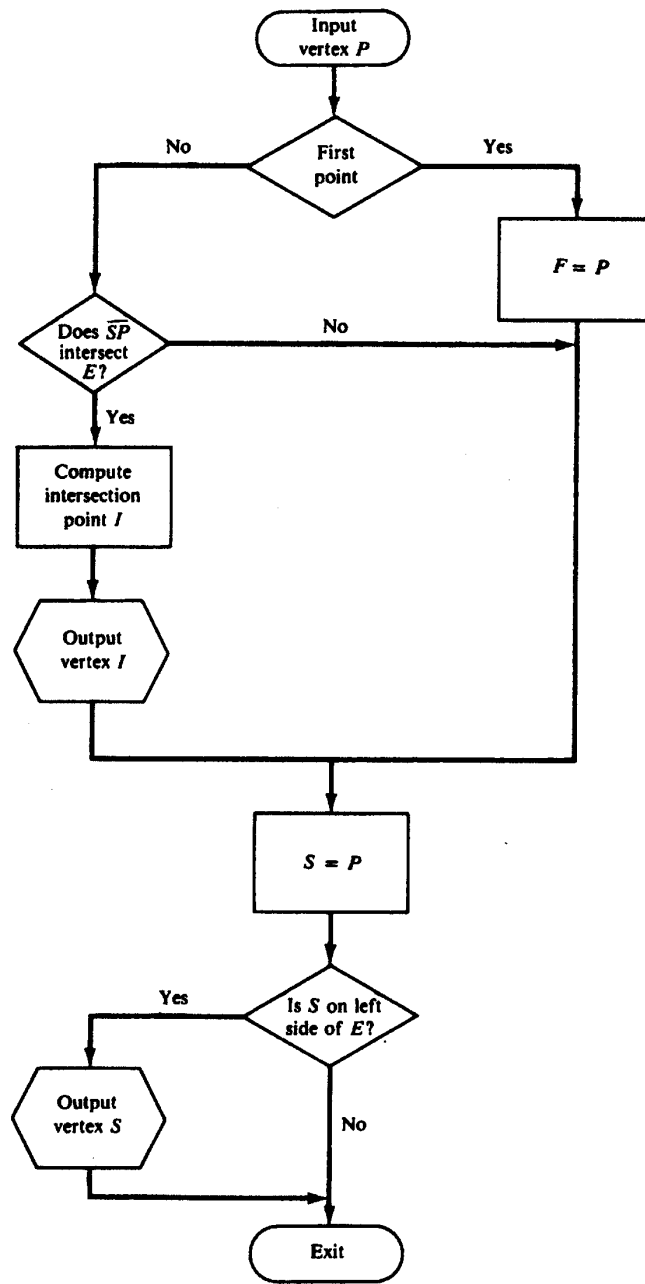 Input
vertex P
First
point
No
Yes
F = P
Does S̅P̅
intersect
E?
No
Yes
Compute
intersection
point I
Output
vertex I
S = P
Is S on left
side of E?
Yes
No
Output
vertex S
Exit